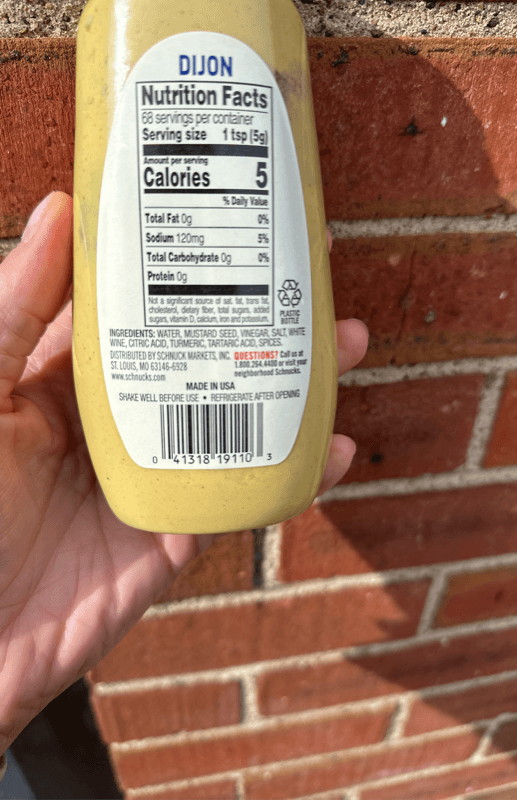 DIJON
Nutrition Facts
68 servings per container
Serving size 1 tsp (5g)
Amount per serving
Calories 5
% Daily Value
Total Fat 0g 0%
Sodium 120mg 5%
Total Carbohydrate 0g 0%
Protein 0g
Not a significant source of sat. fat, trans fat,
cholesterol, dietary fiber, total sugars, added
sugars, vitamin D, calcium, iron and potassium.
PLASTIC
BOTTLE
INGREDIENTS: WATER, MUSTARD SEED, VINEGAR, SALT, WHITE
WINE, CITRIC ACID, TURMERIC, TARTARIC ACID, SPICES.
DISTRIBUTED BY SCHNUCK MARKETS, INC.
ST. LOUIS, MO 63146-6928
www.schnucks.com
QUESTIONS? Call us at
1.800.264.4400 or visit your
neighborhood Schnucks.
MADE IN USA
SHAKE WELL BEFORE USE • REFRIGERATE AFTER OPENING
0 41318 19110 3